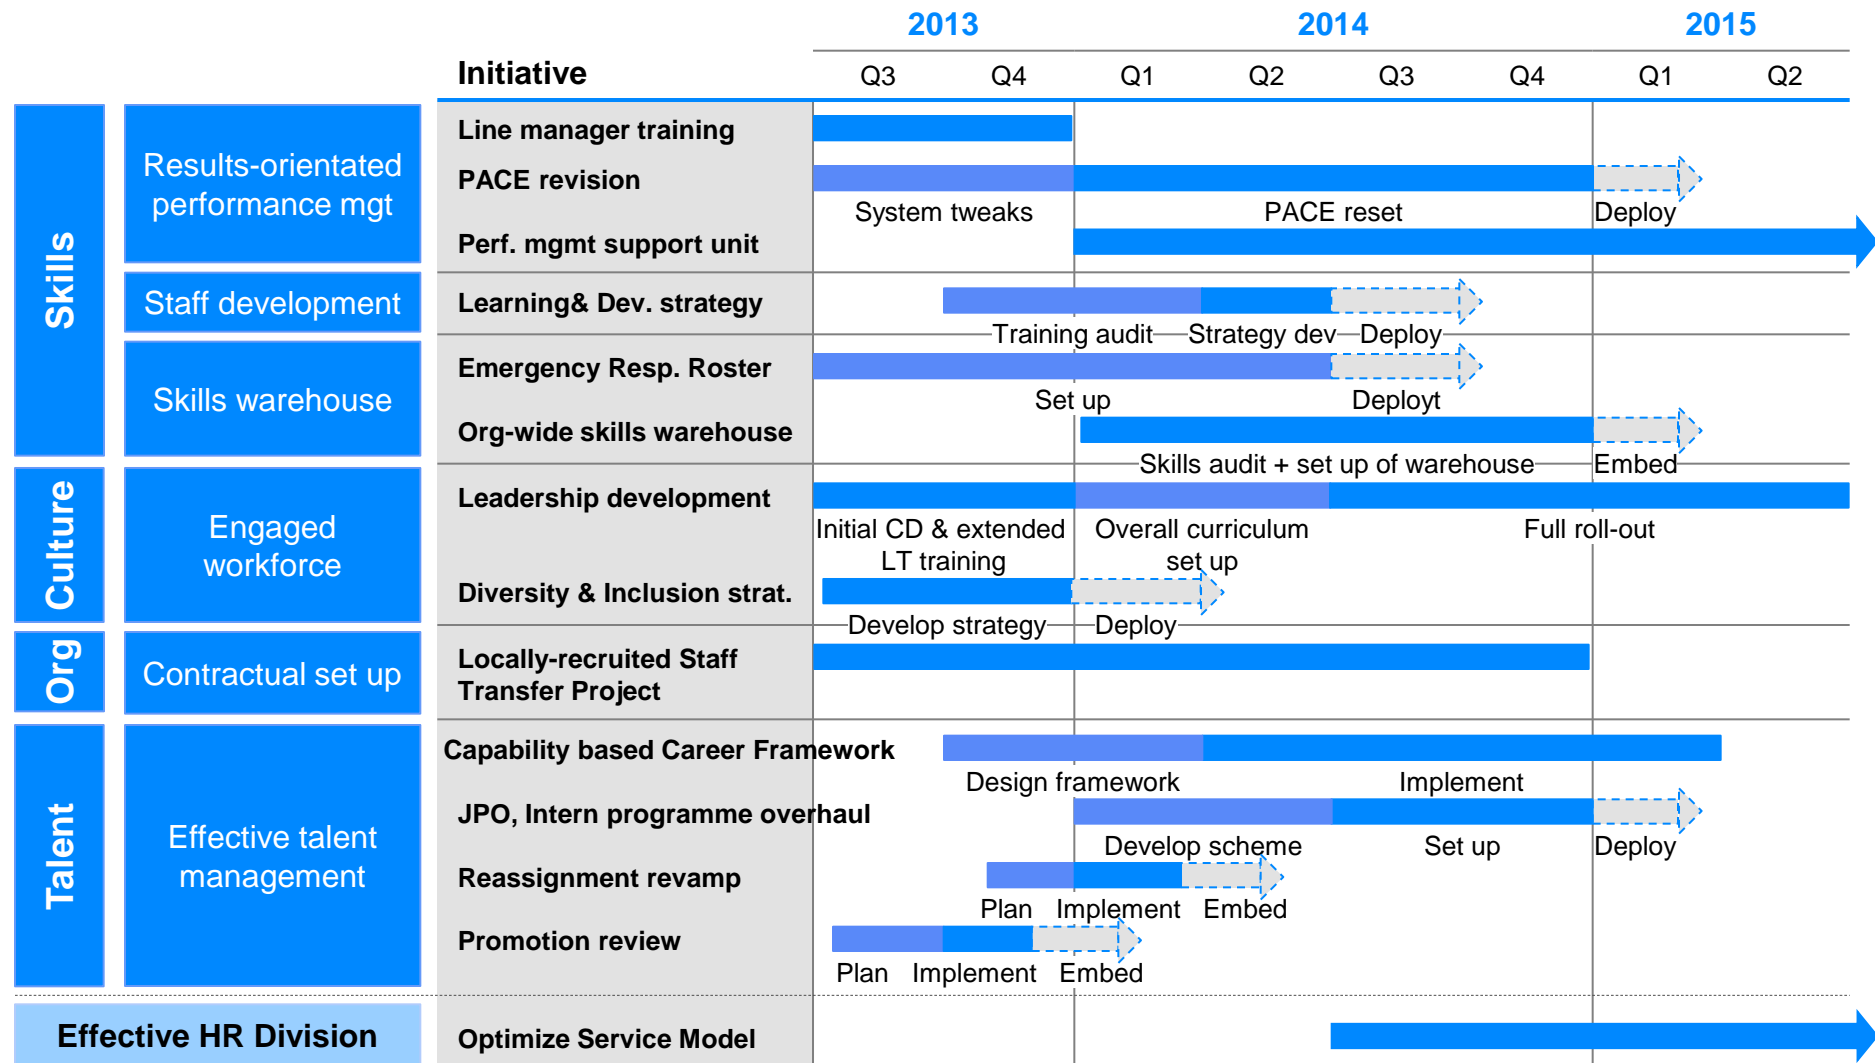 2013 2014 2015
Initiative Q3 Q4 Q1 Q2 Q3 Q4 Q1 Q2
Skills
Results-orientated
performance mgt
Line manager training
PACE revision
System tweaks PACE reset Deploy
Perf. mgmt support unit
Staff development
Learning& Dev. strategy
Training audit Strategy dev Deploy
Skills warehouse
Emergency Resp. Roster
Set up Deployt
Org-wide skills warehouse
Skills audit + set up of warehouse Embed
Culture
Engaged
workforce
Leadership development
Initial CD & extended
LT training
Overall curriculum
set up
Full roll-out
Diversity & Inclusion strat.
Develop strategy Deploy
Org
Contractual set up
Locally-recruited Staff
Transfer Project
Talent
Effective talent
management
Capability based Career Framework
Design framework Implement
JPO, Intern programme overhaul
Develop scheme Set up Deploy
Reassignment revamp
Plan Implement Embed
Promotion review
Plan Implement Embed
Effective HR Division
Optimize Service Model